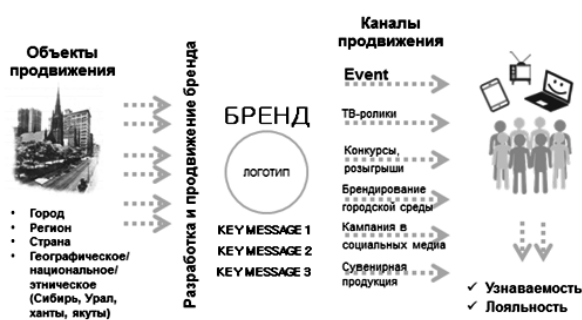 Объекты
продвижения
Город
Регион
Страна
Географическое/
национальное/
этническое
(Сибирь, Урал,
ханты, якуты)
Разработка и продвижение бренда
БРЕНД
ЛОГОТИП
KEY MESSAGE 1
KEY MESSAGE 2
KEY MESSAGE 3
Каналы
продвижения
Event
ТВ-ролики
Конкурсы,
розыгрыши
Брендирование
городской среды
Кампания в
социальных медиа
Сувенирная
продукция
Узнаваемость
Лояльность